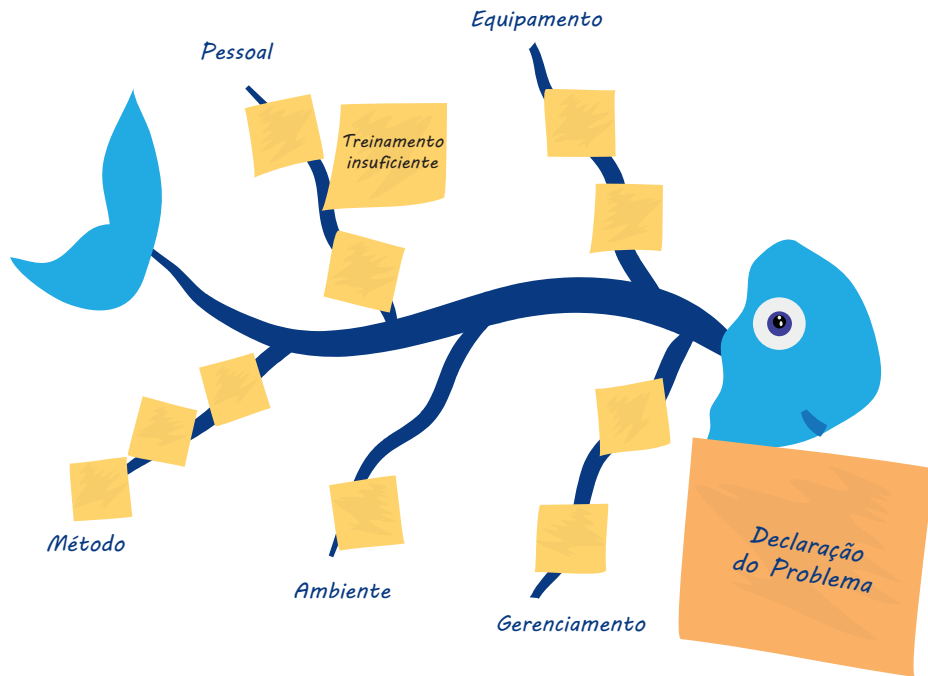 Equipamento
Pessoal
Treinamento
insuficiente
Declaração
do Problema
Método
Ambiente
Gerenciamento